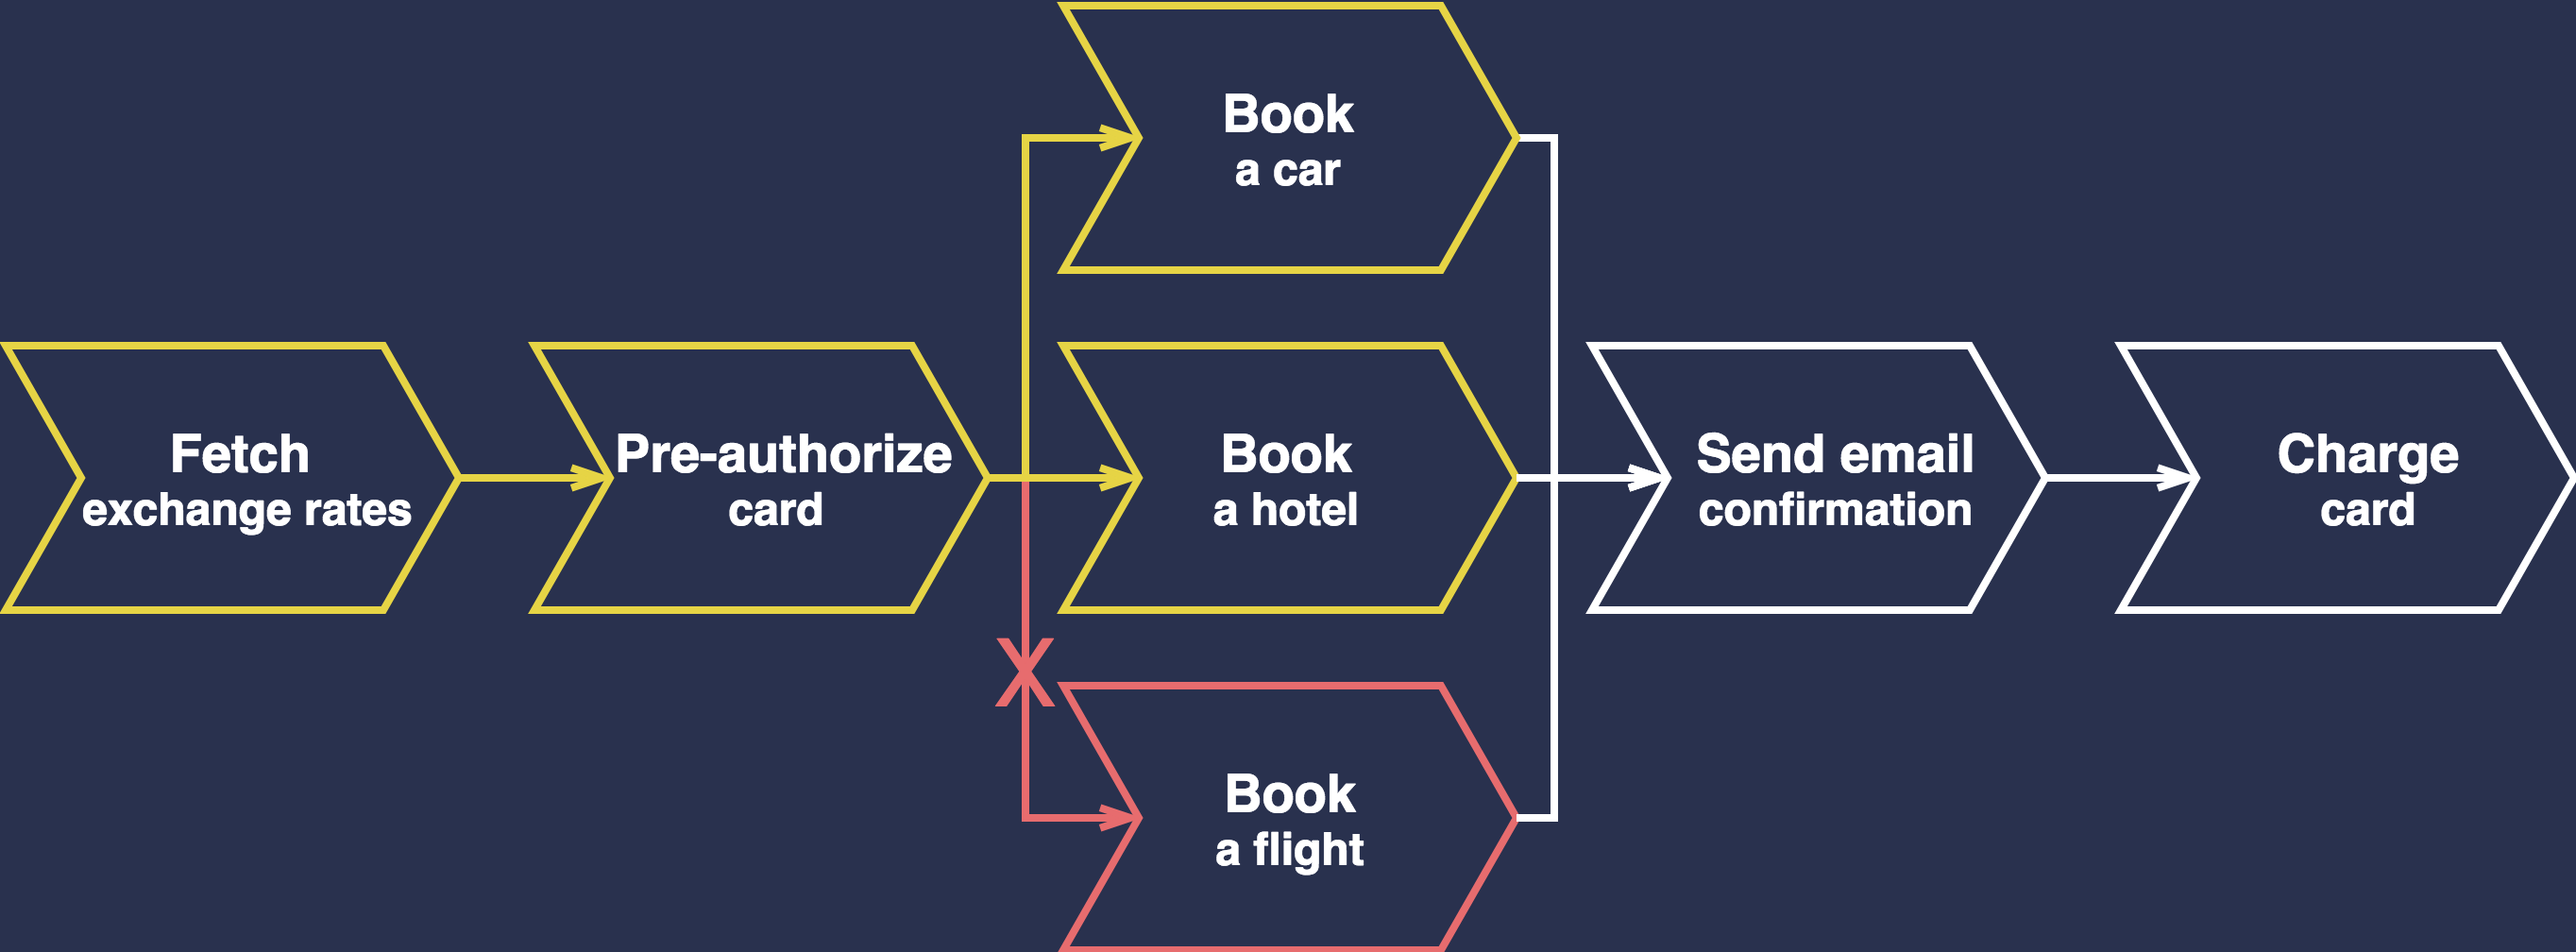 Fetch
exchange rates
Pre-authorize
card
Book
a car
Book
a hotel
X
Book
a flight
Send email
confirmation
Charge
card